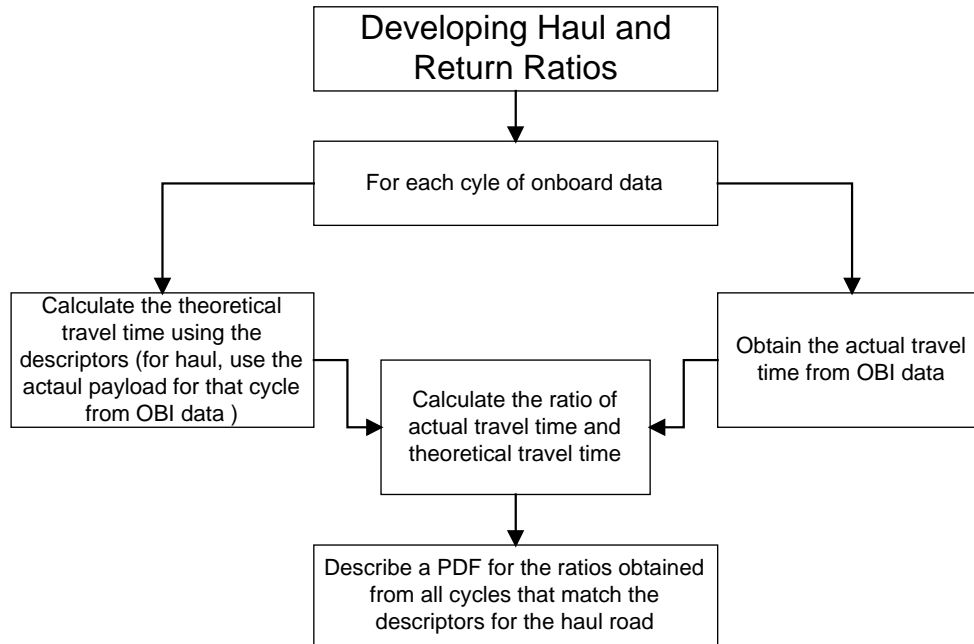 Developing Haul and
Return Ratios
For each cyle of onboard data
Calculate the theoretical
travel time using the
descriptors (for haul, use the
actaul payload for that cycle
from OBI data )
Obtain the actual travel
time from OBI data
Calculate the ratio of
actual travel time and
theoretical travel time
Describe a PDF for the ratios obtained
from all cycles that match the
descriptors for the haul road